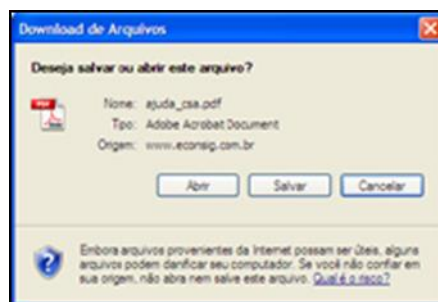 Download de Arquivos
Deseja salvar ou abrir este arquivo?
PDF
Nome: ajuda_csa.pdf
Tipo: Adobe Acrobat Document
Origem: www.econsig.com.br
Abrir Salvar Cancelar
Embora arquivos provenientes da Internet possam ser úteis, alguns
arquivos podem danificar seu computador. Se você não confiar em
sua origem, não abra nem salve este arquivo. Qual é o risco?